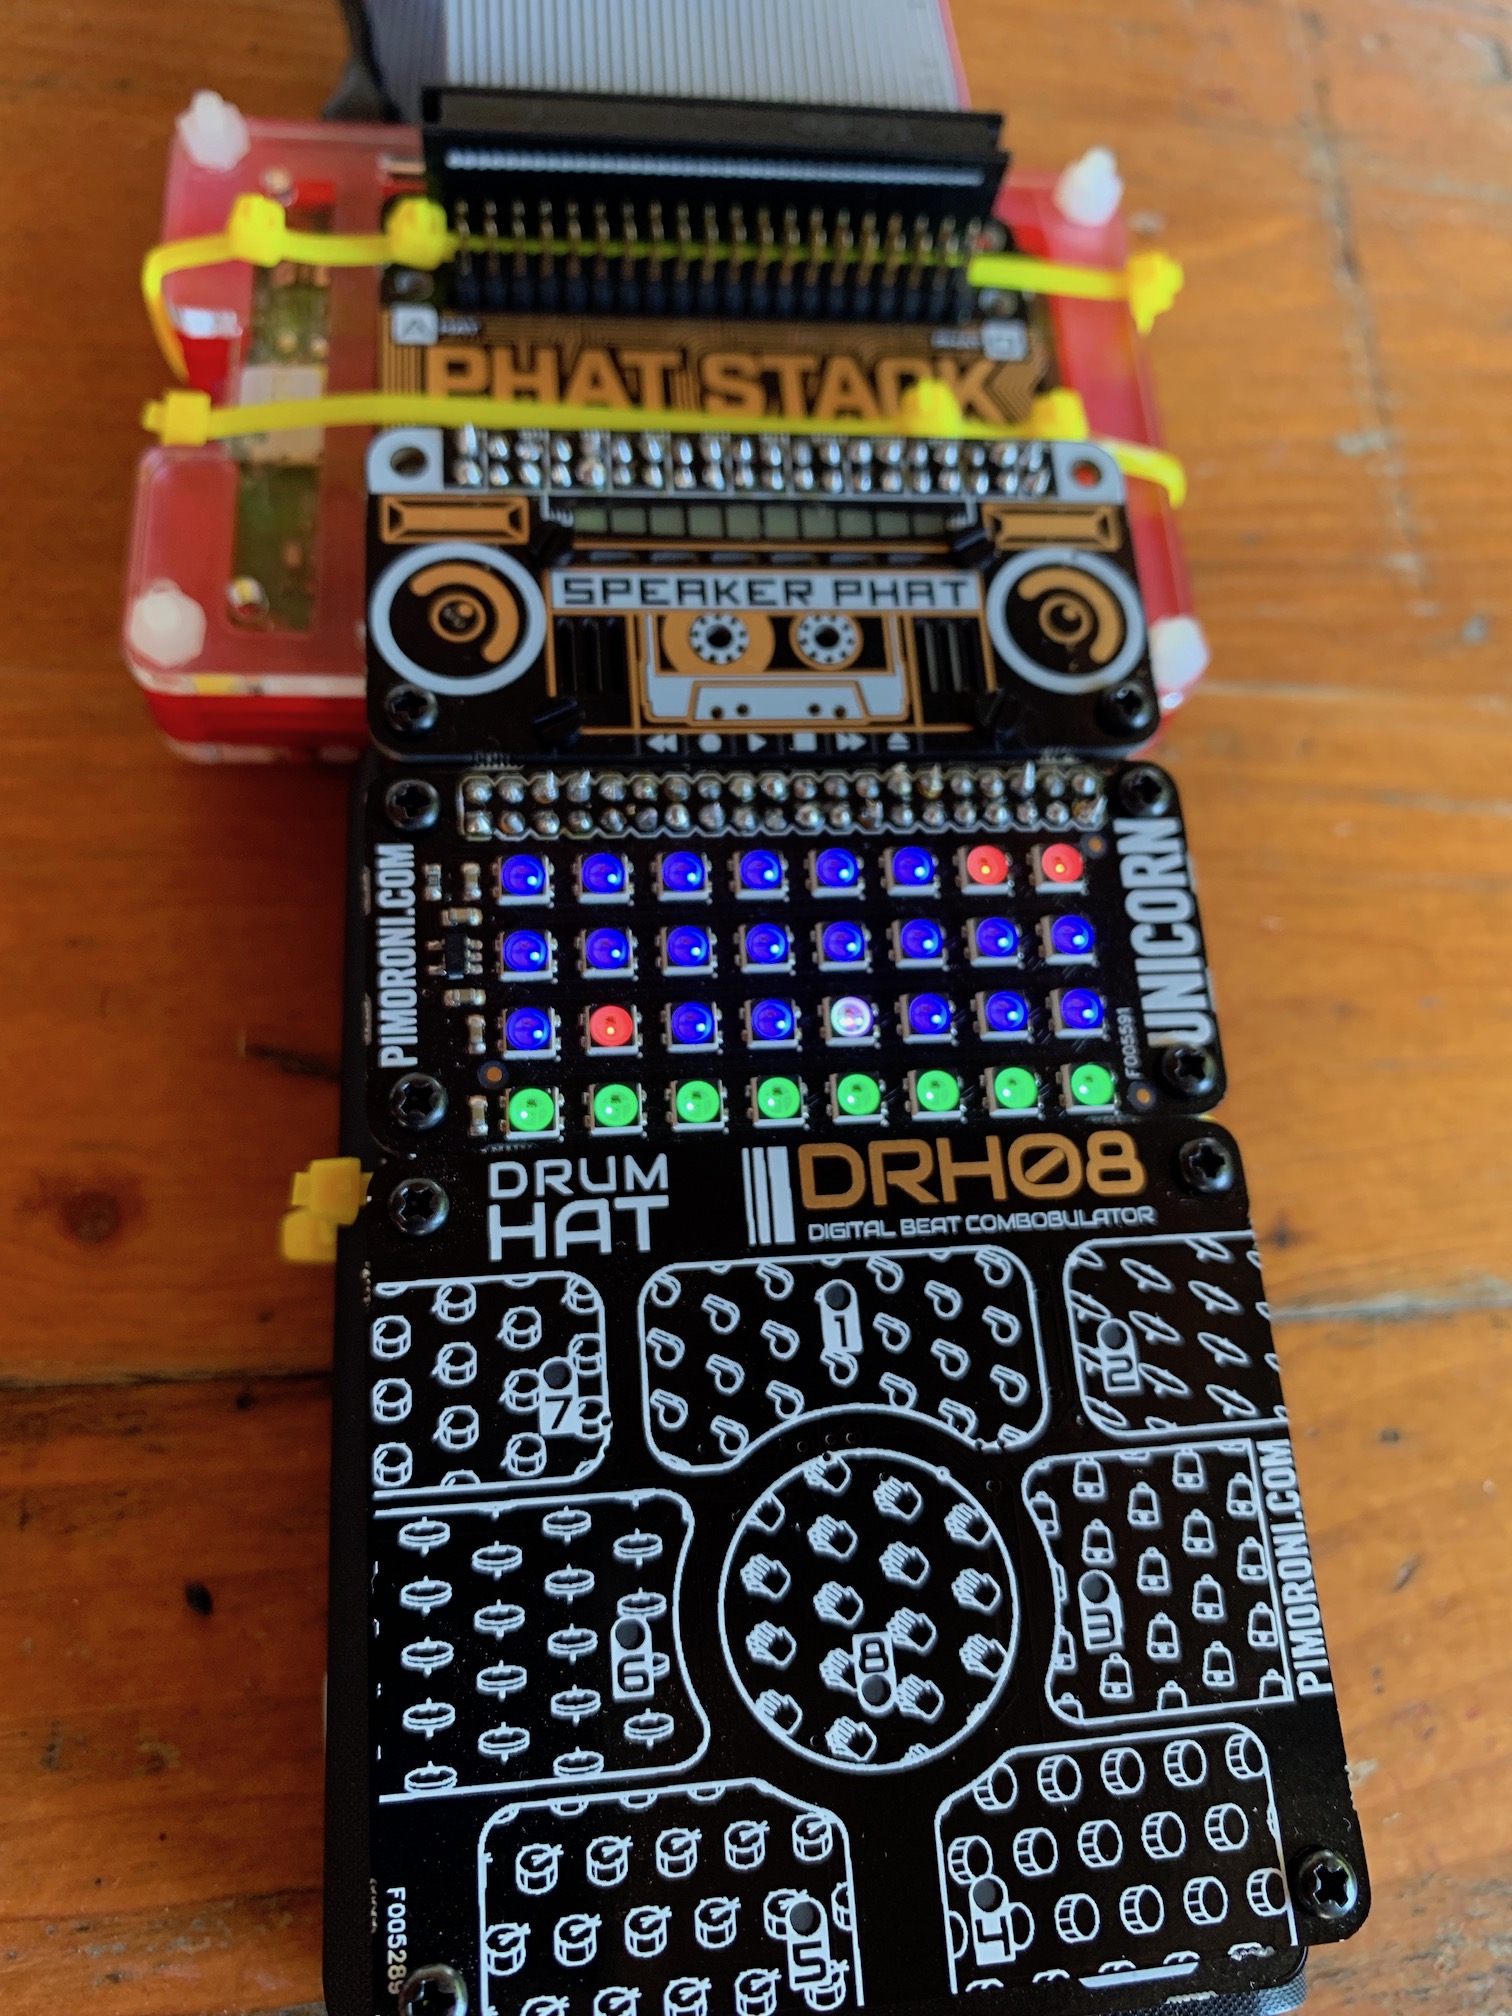 PHAT STACK
SPEAKER PHAT
PIMORONI.COM
UNICORN
F005591
DRUM
HAT
DRH08
DIGITAL BEAT COMBOBULATOR
1
2
7
PIMORONI.COM
3
6
8
4
5
F005289